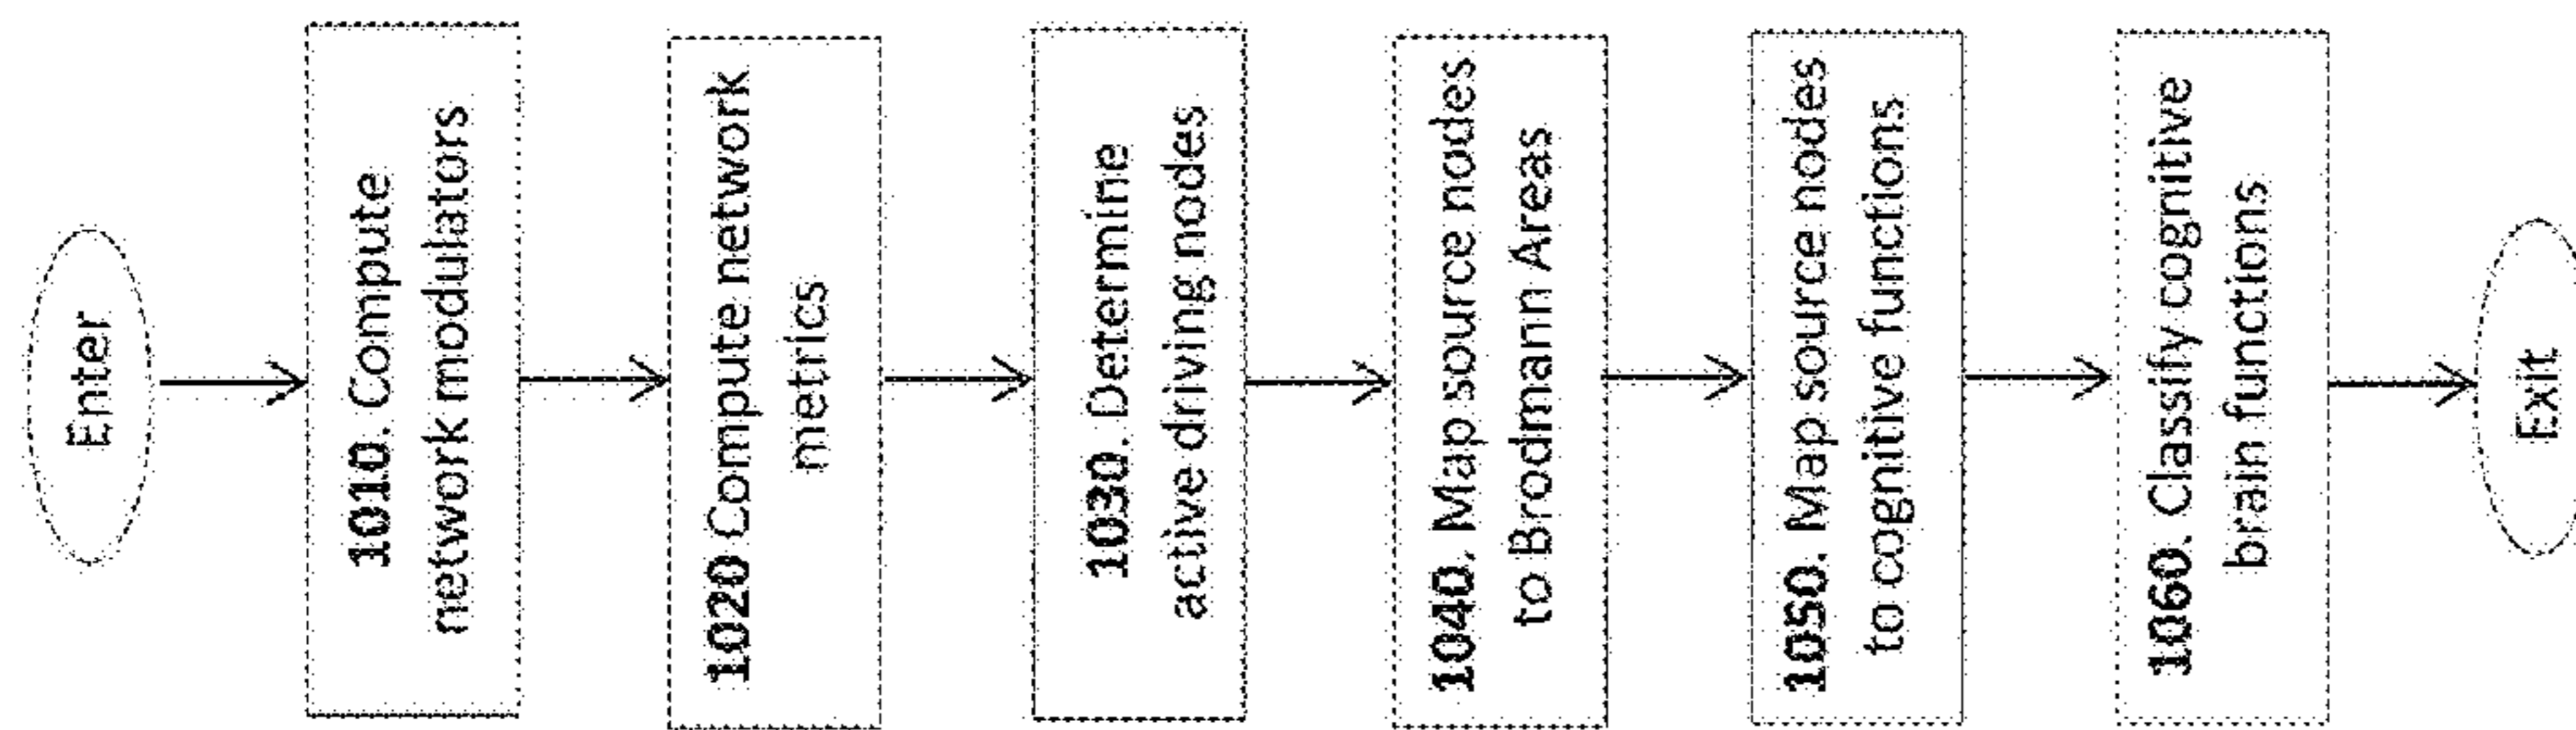 Enter
1010. Compute
network modulators
1020 Compute network
metrics
1030. Determine
active driving nodes
1040. Map source nodes
to Brodmann Areas
1050. Map source nodes
to cognitive functions
1060. Classify cognitive
brain functions
Exit